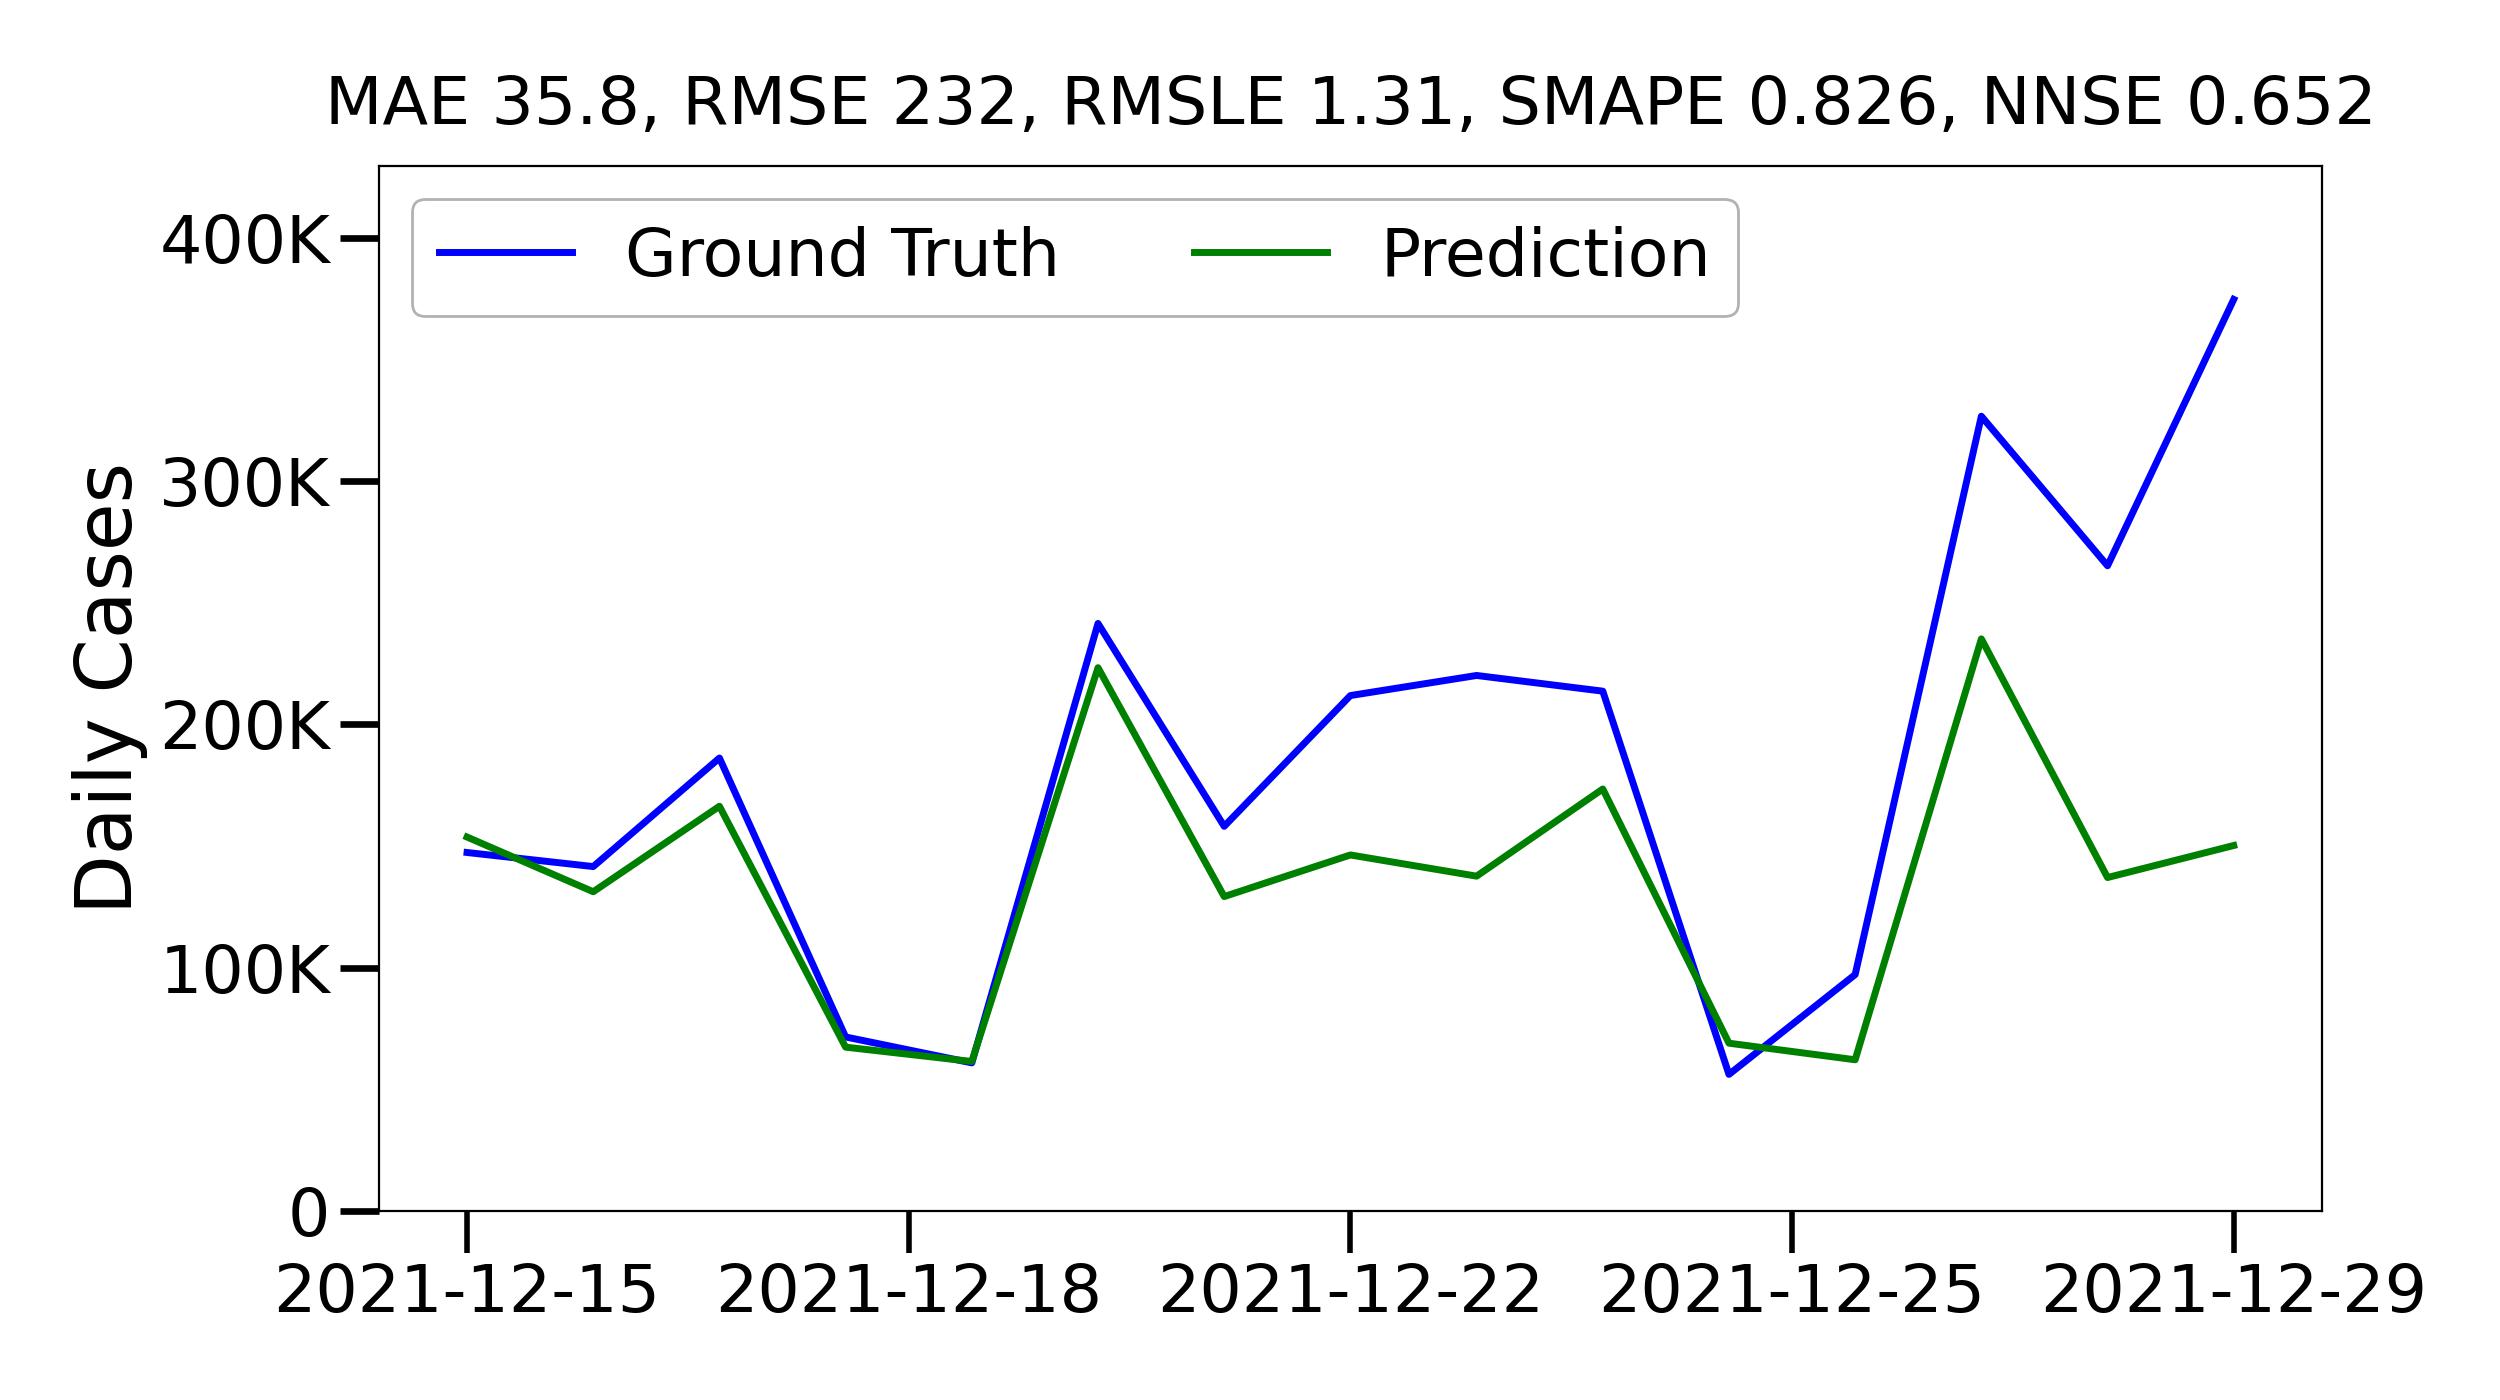 MAE 35.8, RMSE 232, RMSLE 1.31, SMAPE 0.826, NNSE 0.652
Ground Truth Prediction
400K
300K
200K
100K
0
Daily Cases
2021-12-15 2021-12-18 2021-12-22 2021-12-25 2021-12-29